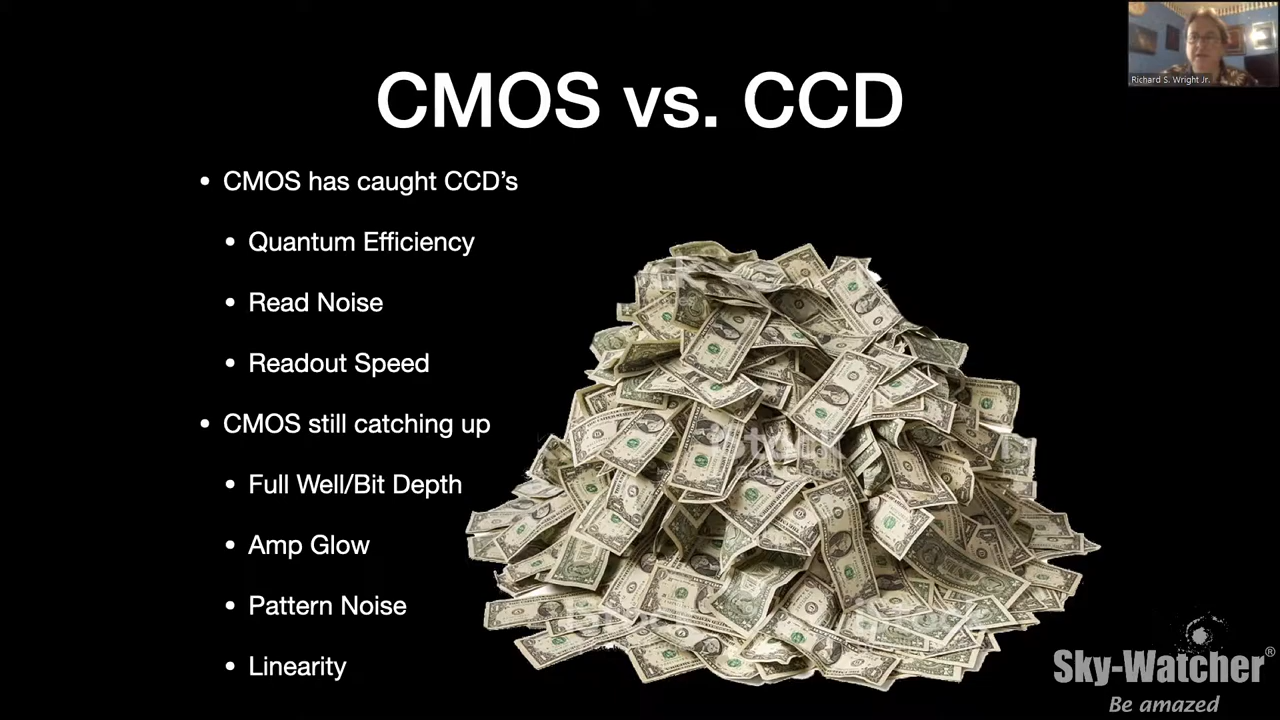 Richard S. Wright Jr.
CMOS vs. CCD
• CMOS has caught CCD's
• Quantum Efficiency
• Read Noise
• Readout Speed
• CMOS still catching up
• Full Well/Bit Depth
• Amp Glow
• Pattern Noise
• Linearity
Sky-Watcher®
Be amazed